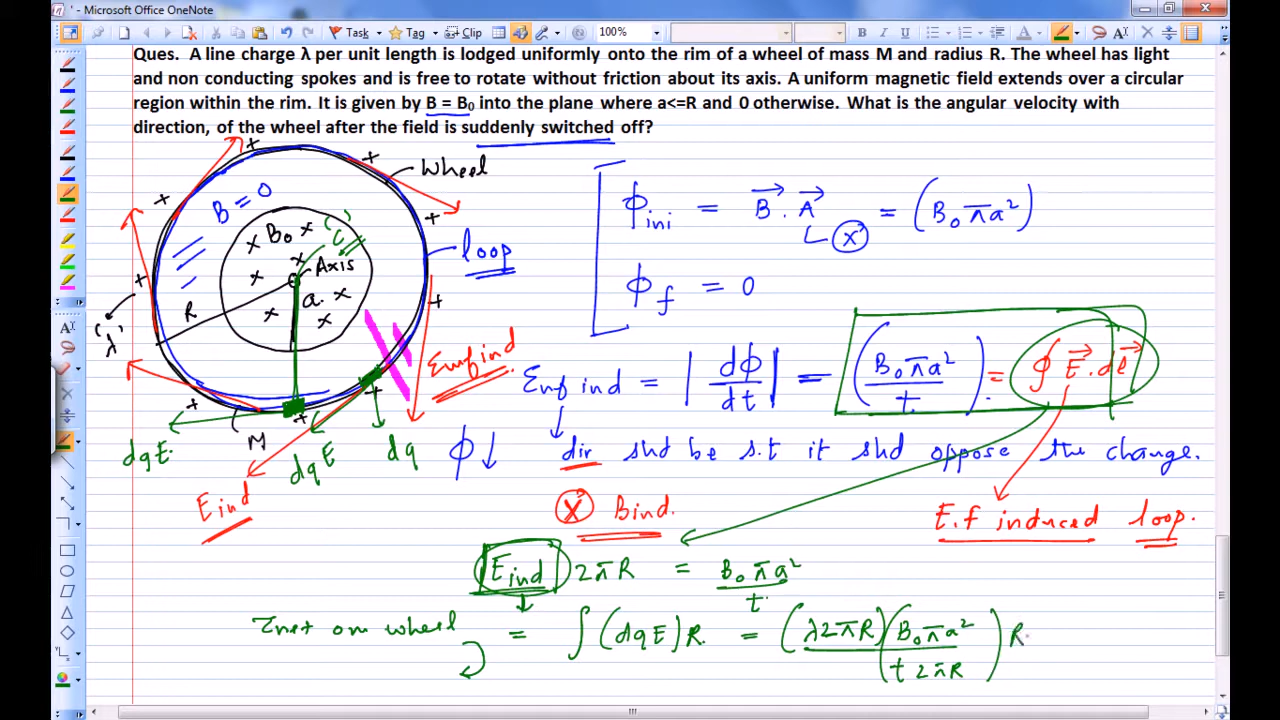 Microsoft Office OneNote
Task Tag Clip 100% B I U
Ques. A line charge λ per unit length is lodged uniformly onto the rim of a wheel of mass M and radius R. The wheel has light
and non conducting spokes and is free to rotate without friction about its axis. A uniform magnetic field extends over a circular
region within the rim. It is given by B = B₀ into the plane where a<=R and 0 otherwise. What is the angular velocity with
direction, of the wheel after the field is suddenly switched off?
Wheel
B = 0
B₀
Axis
a
R
loop
'λ'
M
Emf ind
dqE
dqE
dq
E ind
ϕini = B⃗ . A⃗ = (B₀πa²)
X
ϕf = 0
Emf ind = |dϕ/dt| = (B₀πa²/t) = ∮ E⃗ . dℓ⃗
ϕ↓ dir shd be s.t it shd oppose the change.
X Bind.
E.f induced loop.
Eind 2πR = B₀πa²/t
τnet on wheel = ∫(dqE)R = (λ2πR)(B₀πa²/t2πR)R